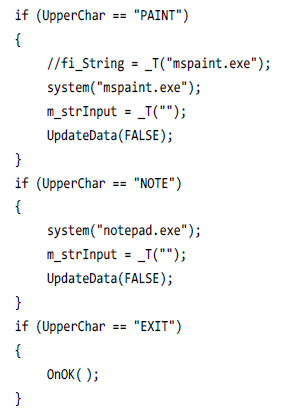 if (UpperChar == "PAINT")
{
//fi_String = _T("mspaint.exe");
system("mspaint.exe");
m_strInput = _T("");
UpdateData(FALSE);
}
if (UpperChar == "NOTE")
{
system("notepad.exe");
m_strInput = _T("");
UpdateData(FALSE);
}
if (UpperChar == "EXIT")
{
OnOK( );
}